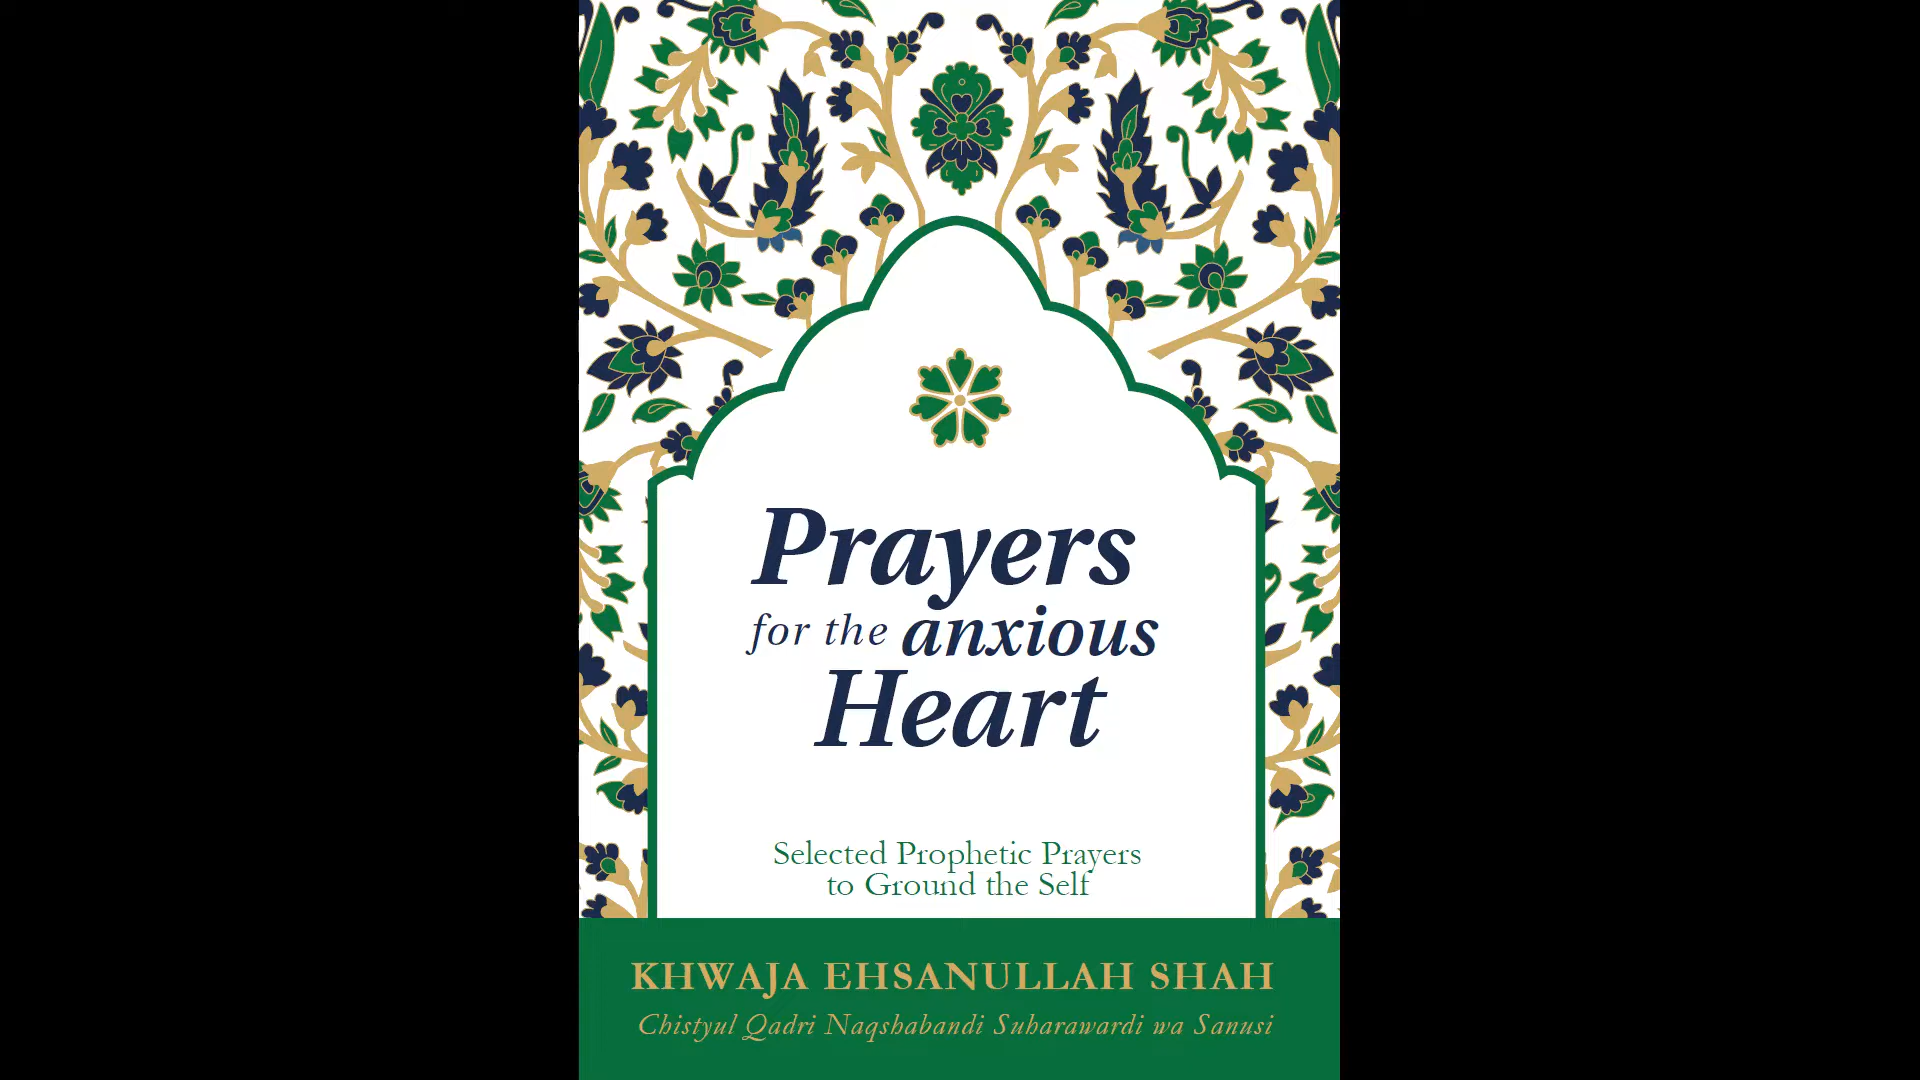 Prayers
for the anxious
Heart
Selected Prophetic Prayers
to Ground the Self
KHWAJA EHSANULLAH SHAH
Chistyul Qadri Naqshabandi Suharawardi wa Sanusi